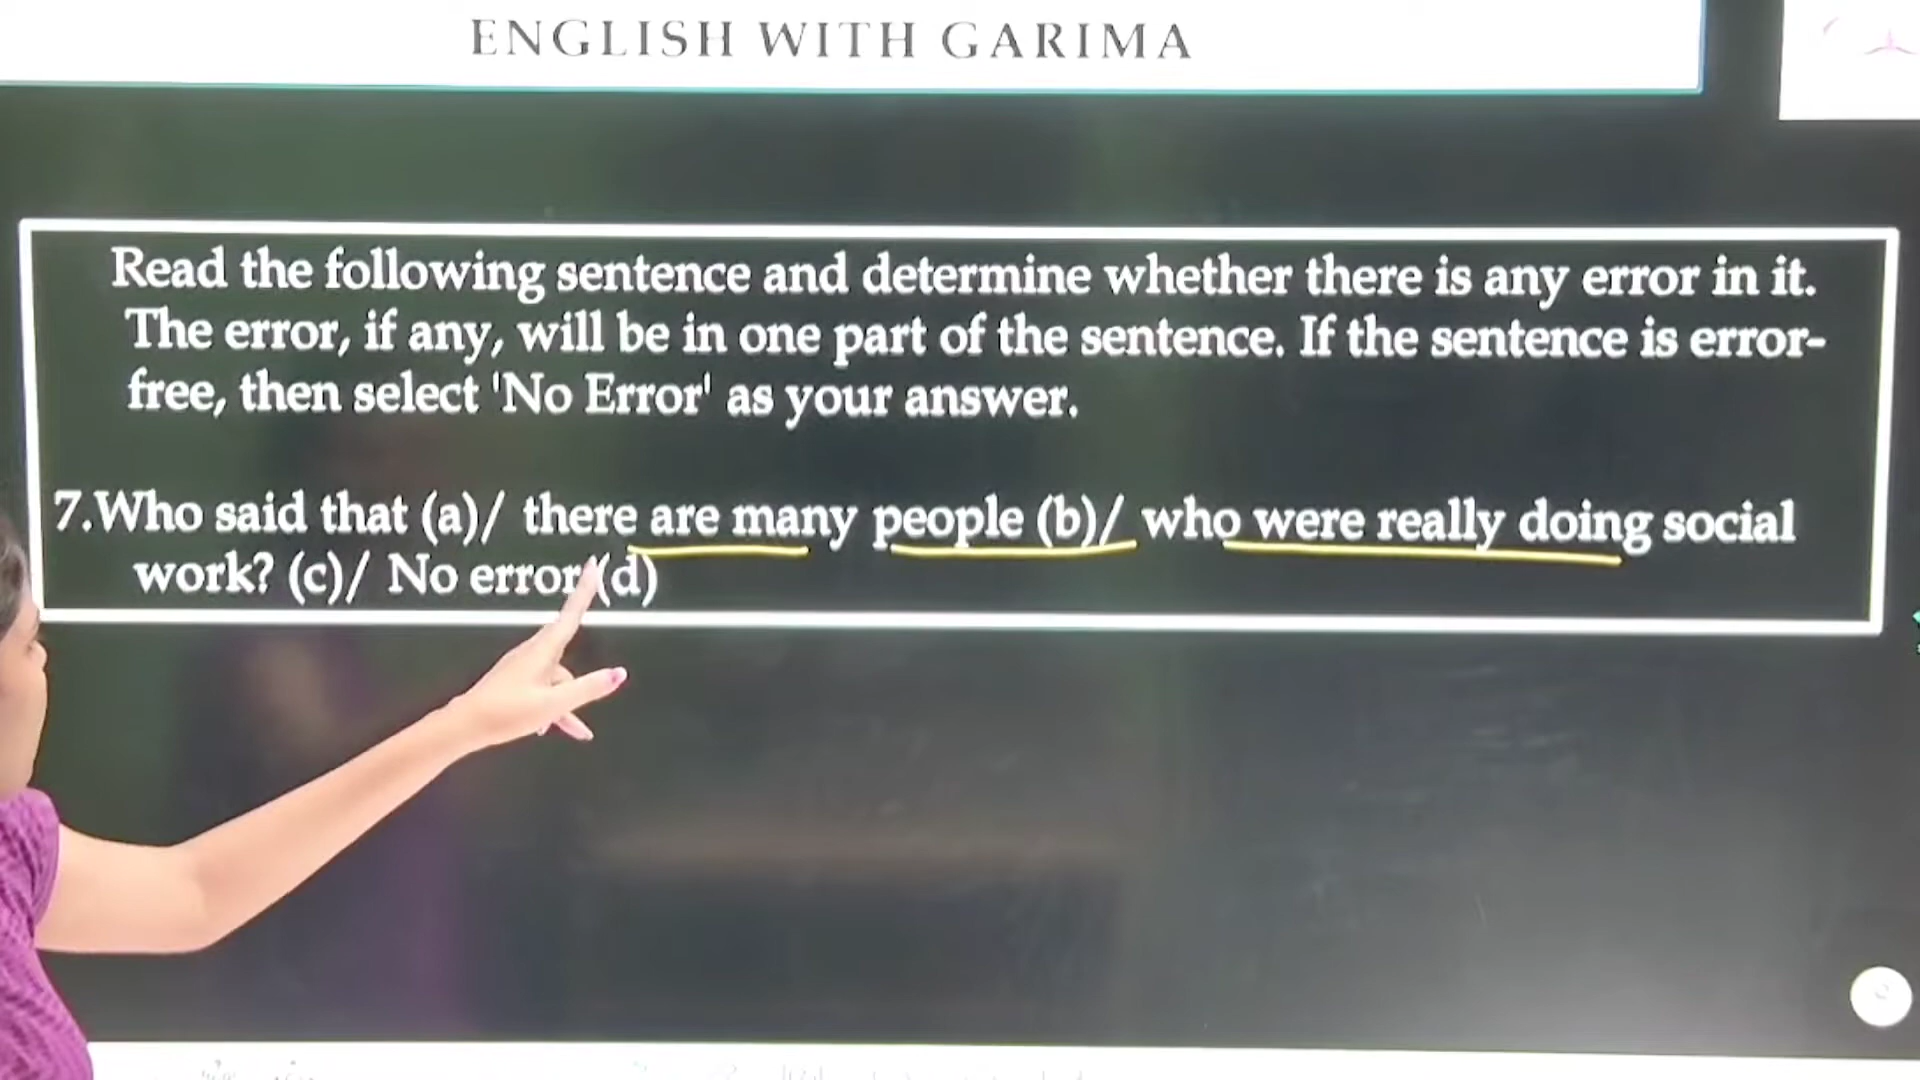 ENGLISH WITH GARIMA
Read the following sentence and determine whether there is any error in it.
The error, if any, will be in one part of the sentence. If the sentence is error-
free, then select 'No Error' as your answer.
7.Who said that (a)/ there are many people (b)/ who were really doing social
work? (c)/ No error (d)